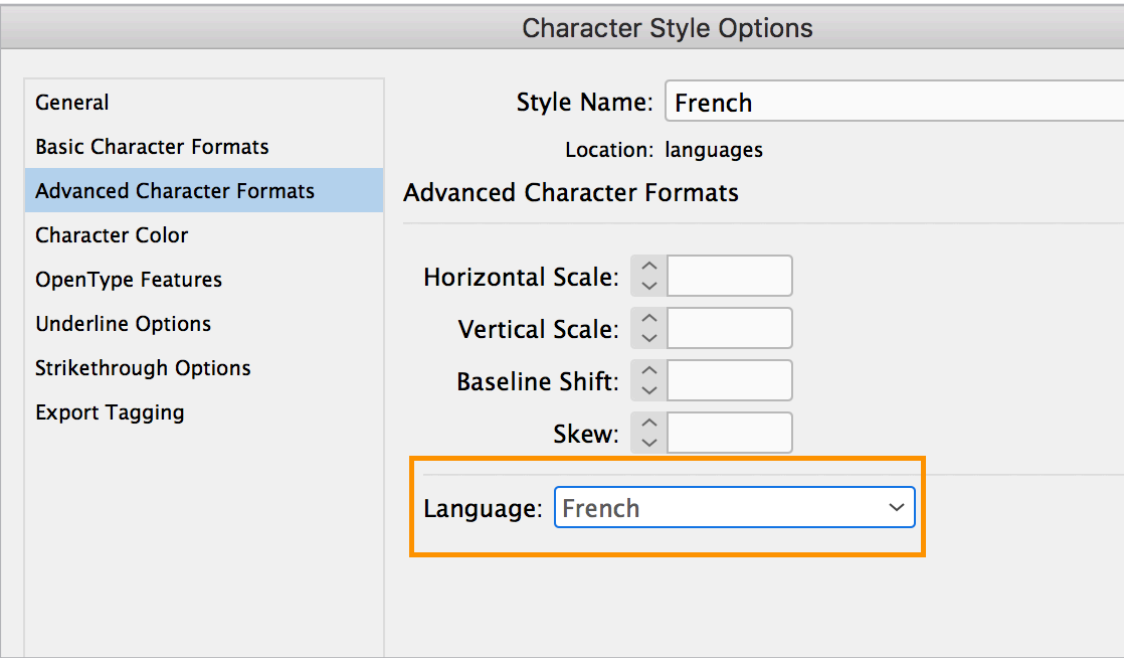 Character Style Options
General
Basic Character Formats
Advanced Character Formats
Character Color
OpenType Features
Underline Options
Strikethrough Options
Export Tagging
Style Name: French
Location: languages
Advanced Character Formats
Horizontal Scale:
Vertical Scale:
Baseline Shift:
Skew:
Language: French